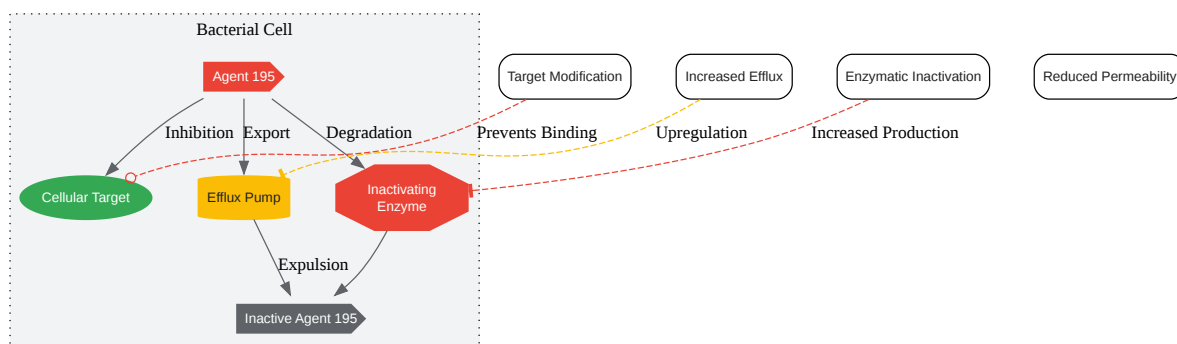 Bacterial Cell
Agent 195
Target Modification
Increased Efflux
Enzymatic Inactivation
Reduced Permeability
Inhibition
Export
Degradation
Prevents Binding
Upregulation
Increased Production
Cellular Target
Efflux Pump
Inactivating
Enzyme
Expulsion
Inactive Agent 195